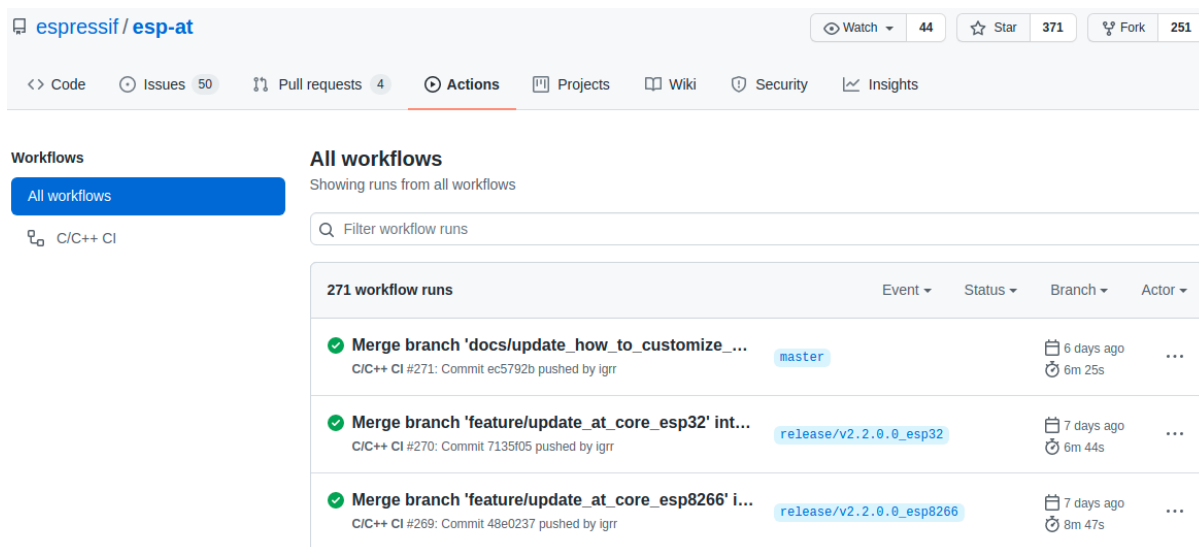 espressif / esp-at
Watch 44 Star 371 Fork 251
<> Code Issues 50 Pull requests 4 Actions Projects Wiki Security Insights
Workflows
All workflows
C/C++ CI
All workflows
Showing runs from all workflows
Filter workflow runs
271 workflow runs Event Status Branch Actor
Merge branch 'docs/update_how_to_customize_...
C/C++ CI #271: Commit ec5792b pushed by igrr
master
6 days ago
6m 25s
Merge branch 'feature/update_at_core_esp32' int...
C/C++ CI #270: Commit 7135f05 pushed by igrr
release/v2.2.0.0_esp32
7 days ago
6m 44s
Merge branch 'feature/update_at_core_esp8266' i...
C/C++ CI #269: Commit 48e0237 pushed by igrr
release/v2.2.0.0_esp8266
7 days ago
8m 47s